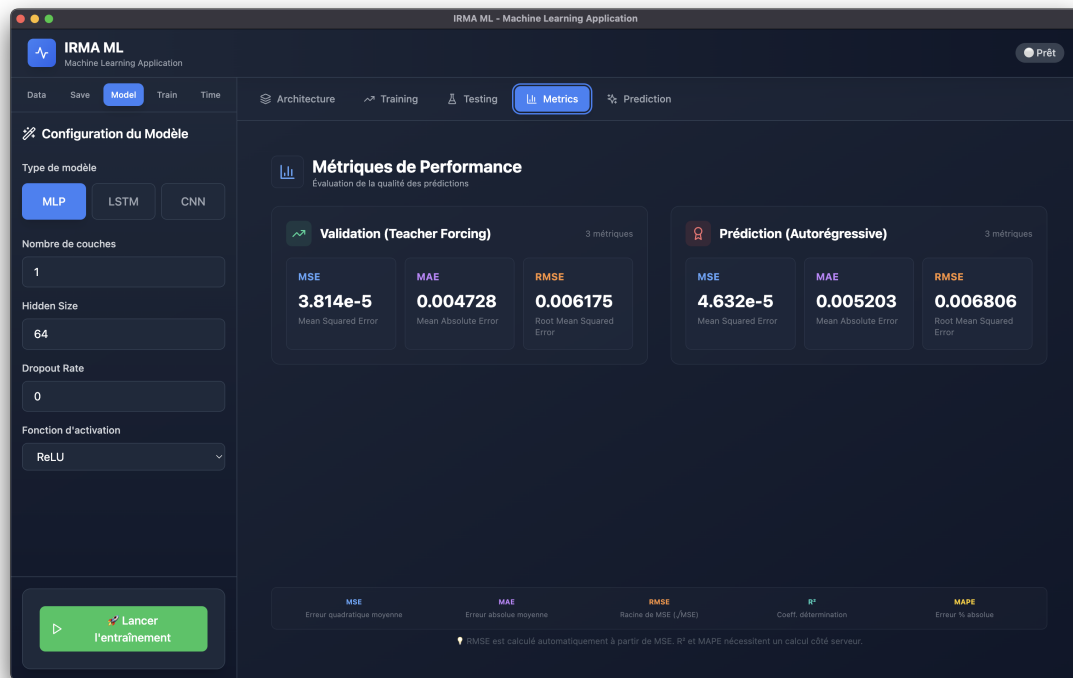 IRMA ML - Machine Learning Application
IRMA ML
Machine Learning Application
Prêt
Data Save Model Train Time
Architecture Training Testing Metrics Prediction
Configuration du Modèle
Type de modèle
MLP LSTM CNN
Nombre de couches
1
Hidden Size
64
Dropout Rate
0
Fonction d'activation
ReLU
🚀 Lancer
l'entraînement
Métriques de Performance
Évaluation de la qualité des prédictions
Validation (Teacher Forcing) 3 métriques
MSE MAE RMSE
3.814e-5 0.004728 0.006175
Mean Squared Error Mean Absolute Error Root Mean Squared
Error
Prédiction (Autorégressive) 3 métriques
MSE MAE RMSE
4.632e-5 0.005203 0.006806
Mean Squared Error Mean Absolute Error Root Mean Squared
Error
MSE MAE RMSE R² MAPE
Erreur quadratique moyenne Erreur absolue moyenne Racine de MSE (√MSE) Coeff. détermination Erreur % absolue
💡 RMSE est calculé automatiquement à partir de MSE. R² et MAPE nécessitent un calcul côté serveur.